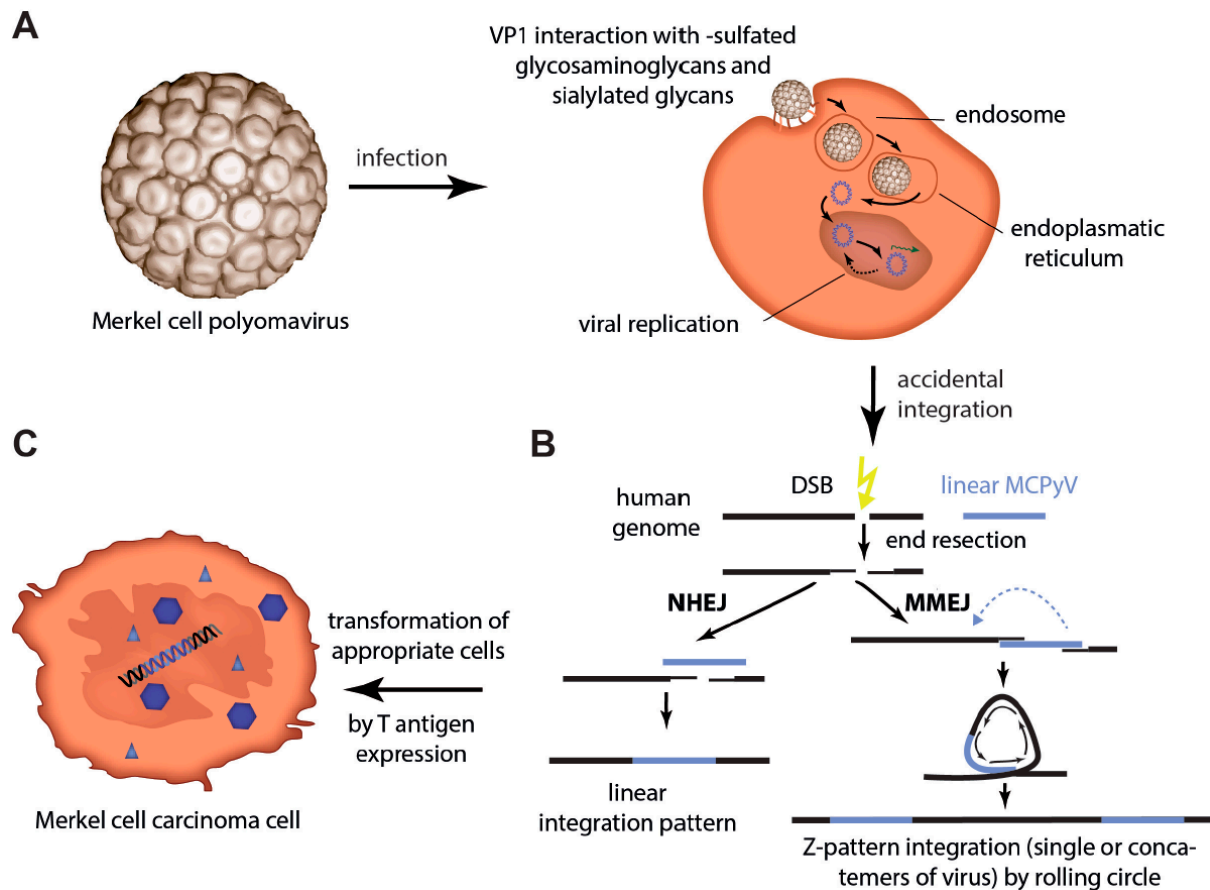 A
Merkel cell polyomavirus
infection
VP1 interaction with -sulfated
glycosaminoglycans and
sialylated glycans
endosome
endoplasmatic
reticulum
viral replication
accidental
integration
B
DSB
linear MCPyV
human
genome
end resection
NHEJ
MMEJ
linear
integration pattern
Z-pattern integration (single or conca-
temers of virus) by rolling circle
C
transformation of
appropriate cells
by T antigen
expression
Merkel cell carcinoma cell